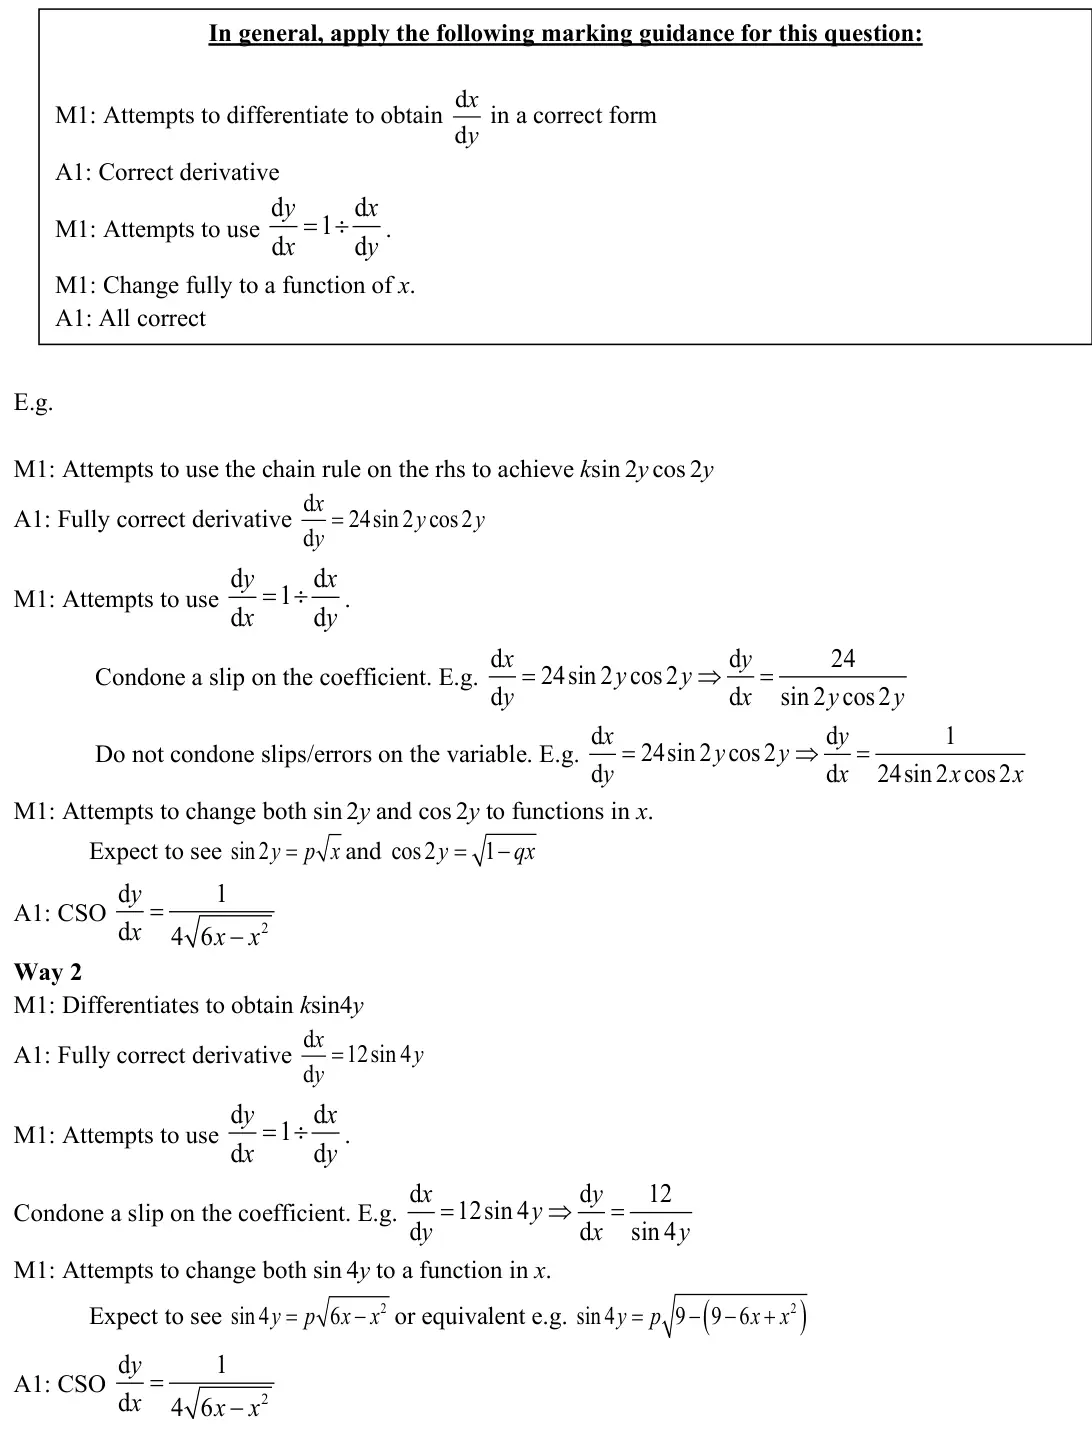 In general, apply the following marking guidance for this question:
M1: Attempts to differentiate to obtain dx/dy in a correct form
A1: Correct derivative
M1: Attempts to use dy/dx = 1 ÷ dx/dy .
M1: Change fully to a function of x.
A1: All correct
E.g.
M1: Attempts to use the chain rule on the rhs to achieve ksin 2y cos 2y
A1: Fully correct derivative dx/dy = 24 sin 2y cos 2y
M1: Attempts to use dy/dx = 1 ÷ dx/dy .
Condone a slip on the coefficient. E.g. dx/dy = 24 sin 2y cos 2y ⇒ dy/dx = 24/(sin 2y cos 2y)
Do not condone slips/errors on the variable. E.g. dx/dy = 24 sin 2y cos 2y ⇒ dy/dx = 1/(24 sin 2x cos 2x)
M1: Attempts to change both sin 2y and cos 2y to functions in x.
Expect to see sin 2y = p√x and cos 2y = √(1 − qx)
A1: CSO dy/dx = 1/(4√(6x − x²))
Way 2
M1: Differentiates to obtain ksin4y
A1: Fully correct derivative dx/dy = 12 sin 4y
M1: Attempts to use dy/dx = 1 ÷ dx/dy .
Condone a slip on the coefficient. E.g. dx/dy = 12 sin 4y ⇒ dy/dx = 12/(sin 4y)
M1: Attempts to change both sin 4y to a function in x.
Expect to see sin 4y = p√(6x − x²) or equivalent e.g. sin 4y = p√(9 − (9 − 6x + x²))
A1: CSO dy/dx = 1/(4√(6x − x²))